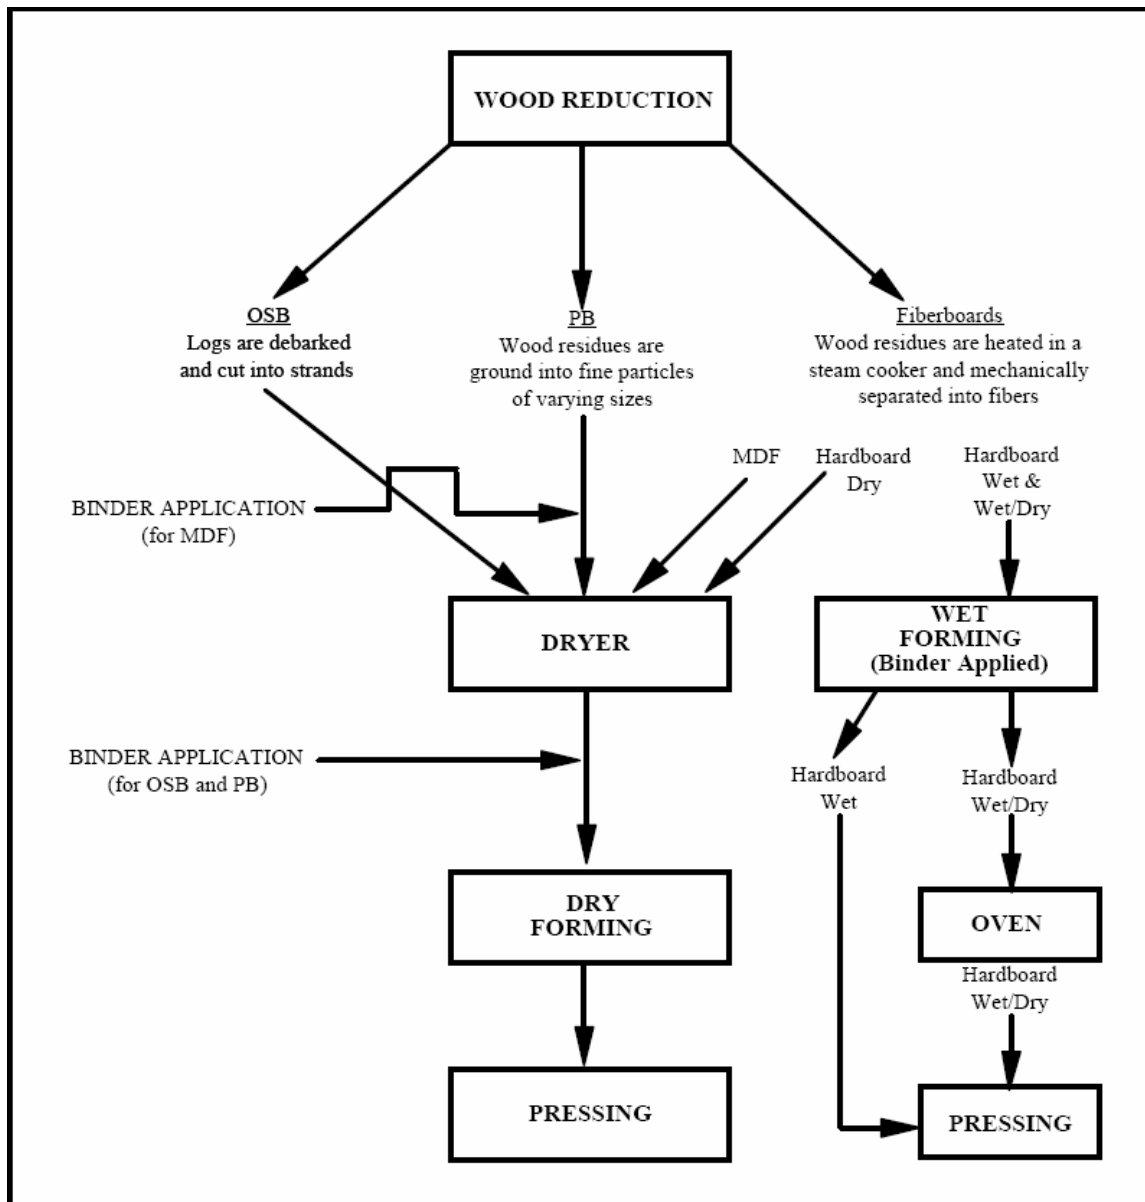 WOOD REDUCTION
OSB
Logs are debarked
and cut into strands
PB
Wood residues are
ground into fine particles
of varying sizes
Fiberboards
Wood residues are heated in a
steam cooker and mechanically
separated into fibers
MDF
Hardboard
Dry
Hardboard
Wet &
Wet/Dry
BINDER APPLICATION
(for MDF)
DRYER
WET
FORMING
(Binder Applied)
BINDER APPLICATION
(for OSB and PB)
Hardboard
Wet
Hardboard
Wet/Dry
DRY
FORMING
OVEN
Hardboard
Wet/Dry
PRESSING
PRESSING